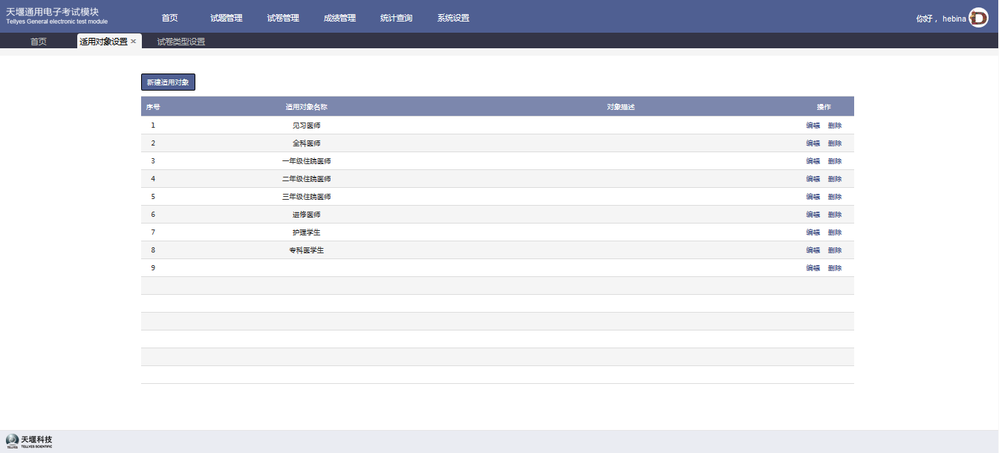 天堰通用电子考试模块
Tellyes General electronic test module
首页 试题管理 试卷管理 成绩管理 统计查询 系统设置
你好， hebina
首页 适用对象设置 × 试卷类型设置
新建适用对象
序号 适用对象名称 对象描述 操作
1 见习医师 编辑 删除
2 全科医师 编辑 删除
3 一年级住院医师 编辑 删除
4 二年级住院医师 编辑 删除
5 三年级住院医师 编辑 删除
6 进修医师 编辑 删除
7 护理学生 编辑 删除
8 专科医学生 编辑 删除
9 编辑 删除
天堰科技
TELLYES TELLYES SCIENTIFIC